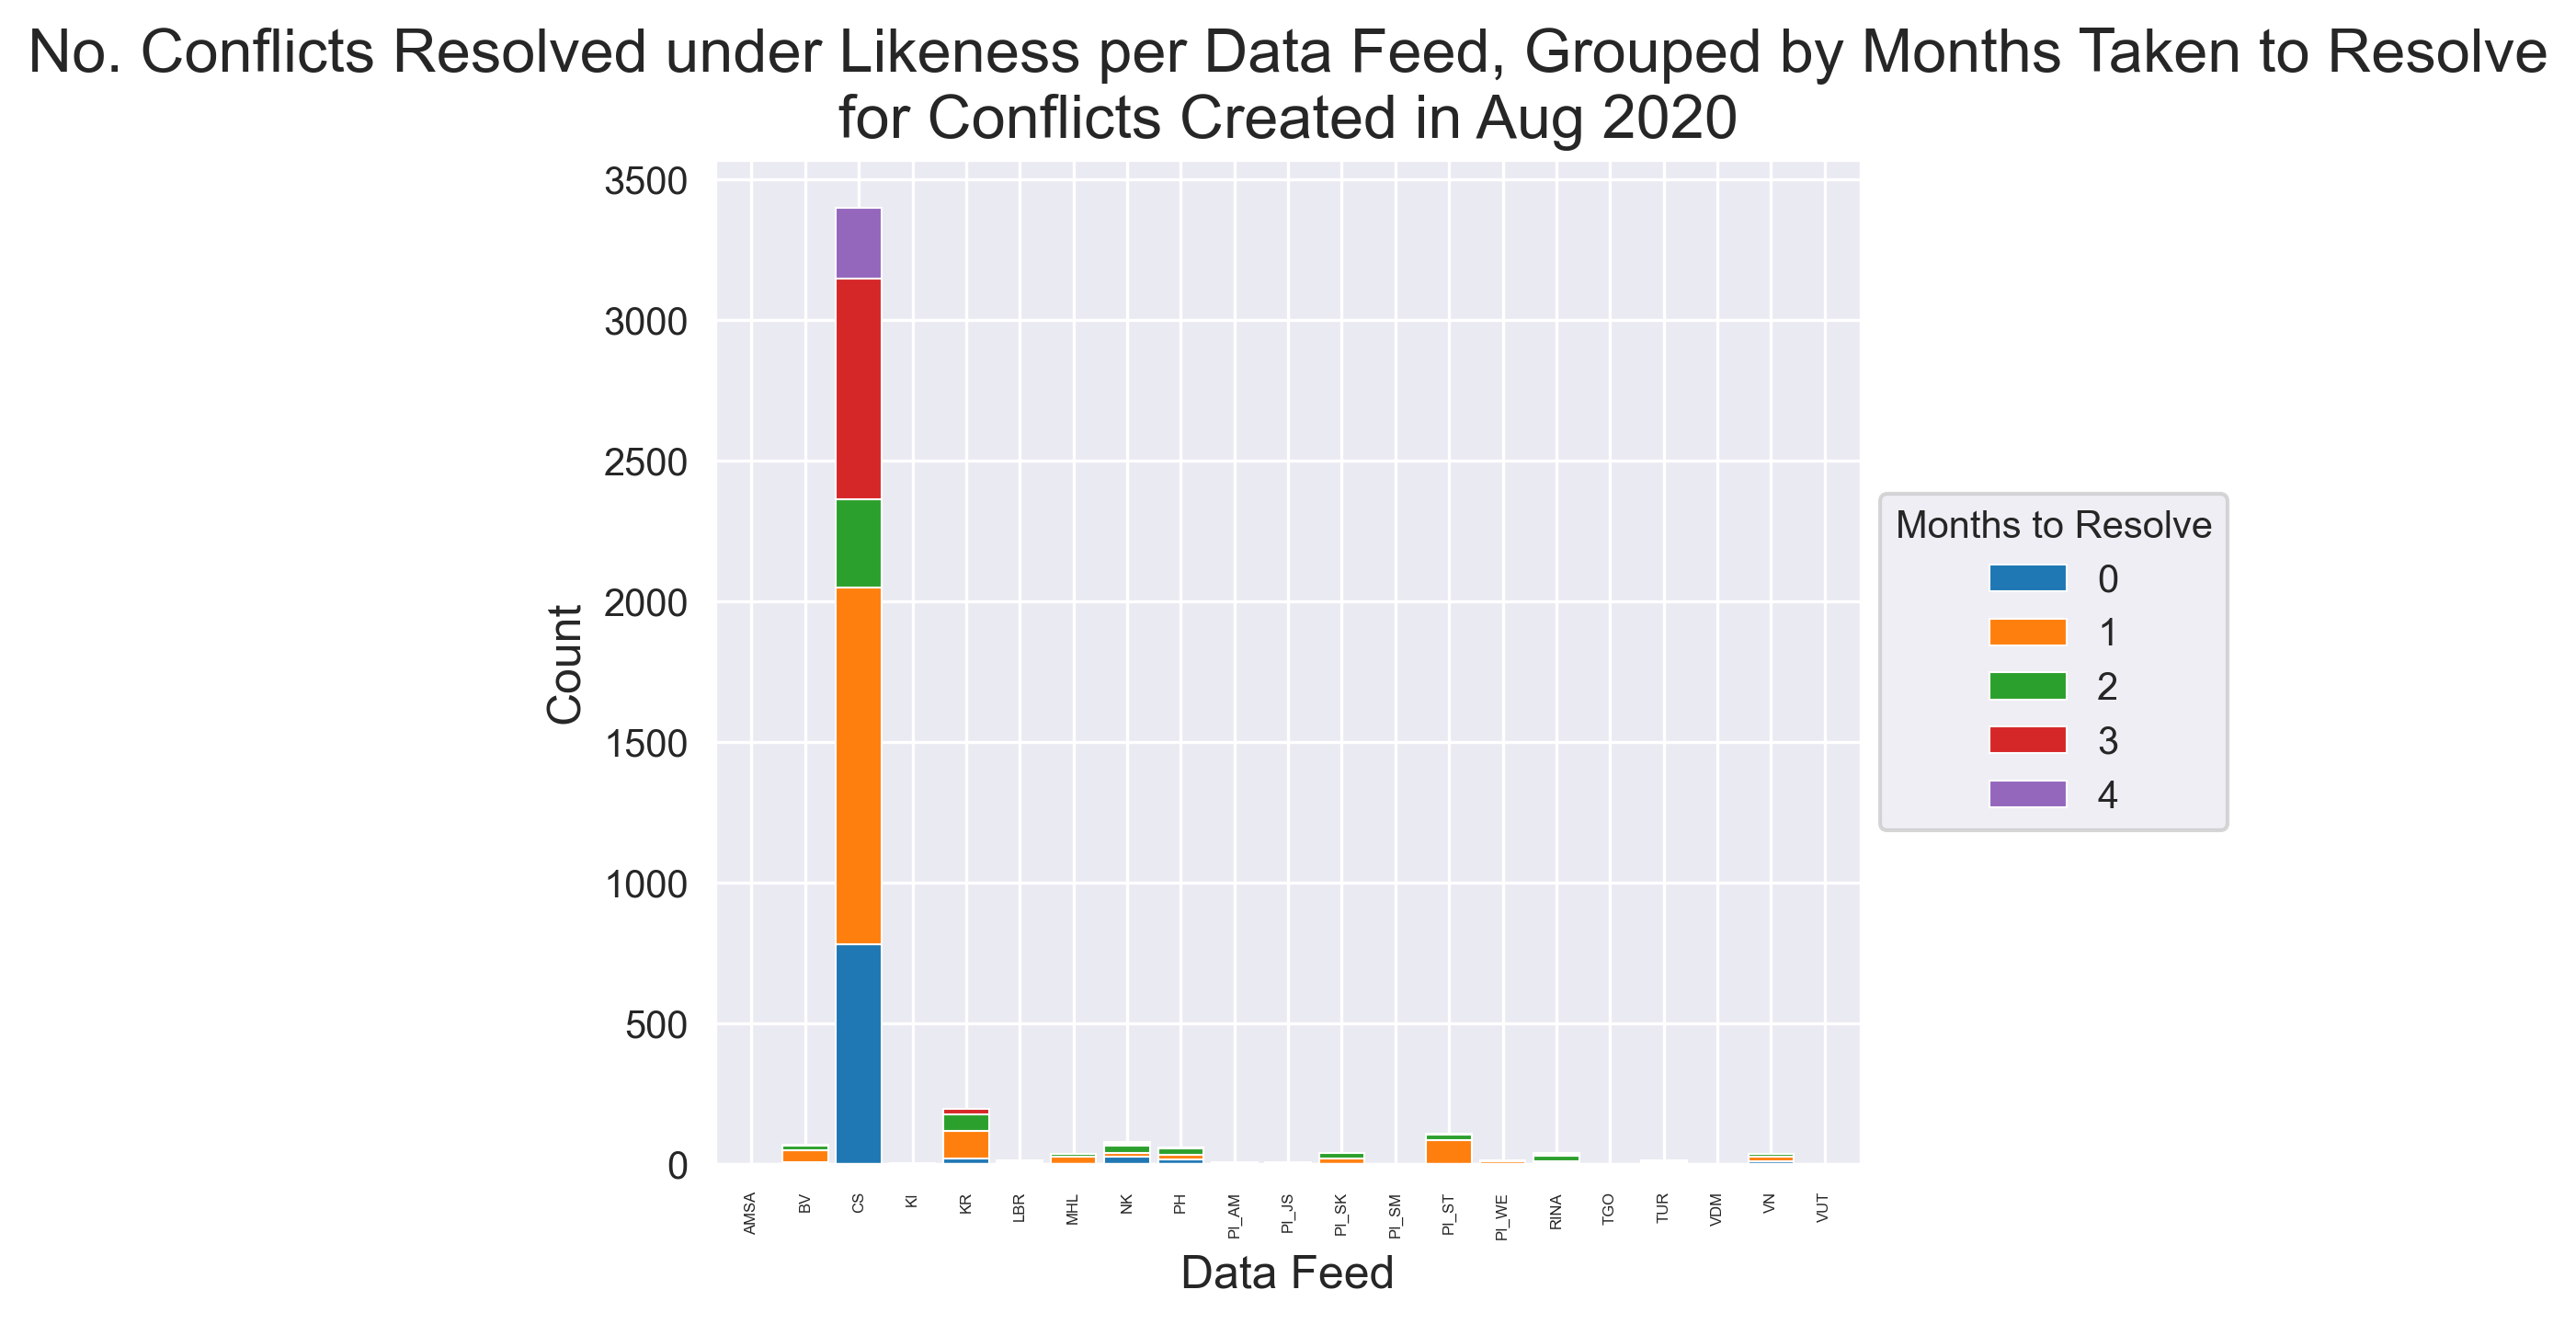 No. Conflicts Resolved under Likeness per Data Feed, Grouped by Months Taken to Resolve
for Conflicts Created in Aug 2020
3500
3000
2500
2000
1500
1000
500
0
Count
AMSA
BV
CS
KI
KR
LBR
MHL
NK
PH
PI_AM
PI_JS
PI_SK
PI_SM
PI_ST
PI_WE
RINA
TGO
TUR
VDM
VN
VUT
Data Feed
Months to Resolve
0
1
2
3
4